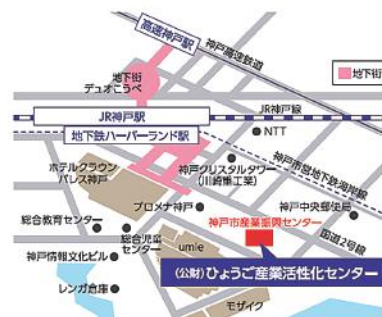 高速神戸駅
神戸高速鉄道
地下街
地下街
デュオこうべ
JR神戸線
JR神戸駅
地下鉄ハーバーランド駅
NTT
神戸市営地下鉄海岸線
神戸クリスタルタワー
(川崎重工業)
ホテルクラウン
パレス神戸
プロメナ神戸
神戸中央郵便局
神戸市産業振興センター
国道2号線
総合教育センター
総合児童
センター
umie
神戸情報文化ビル
(公財)ひょうご産業活性化センター
レンガ倉庫
モザイク